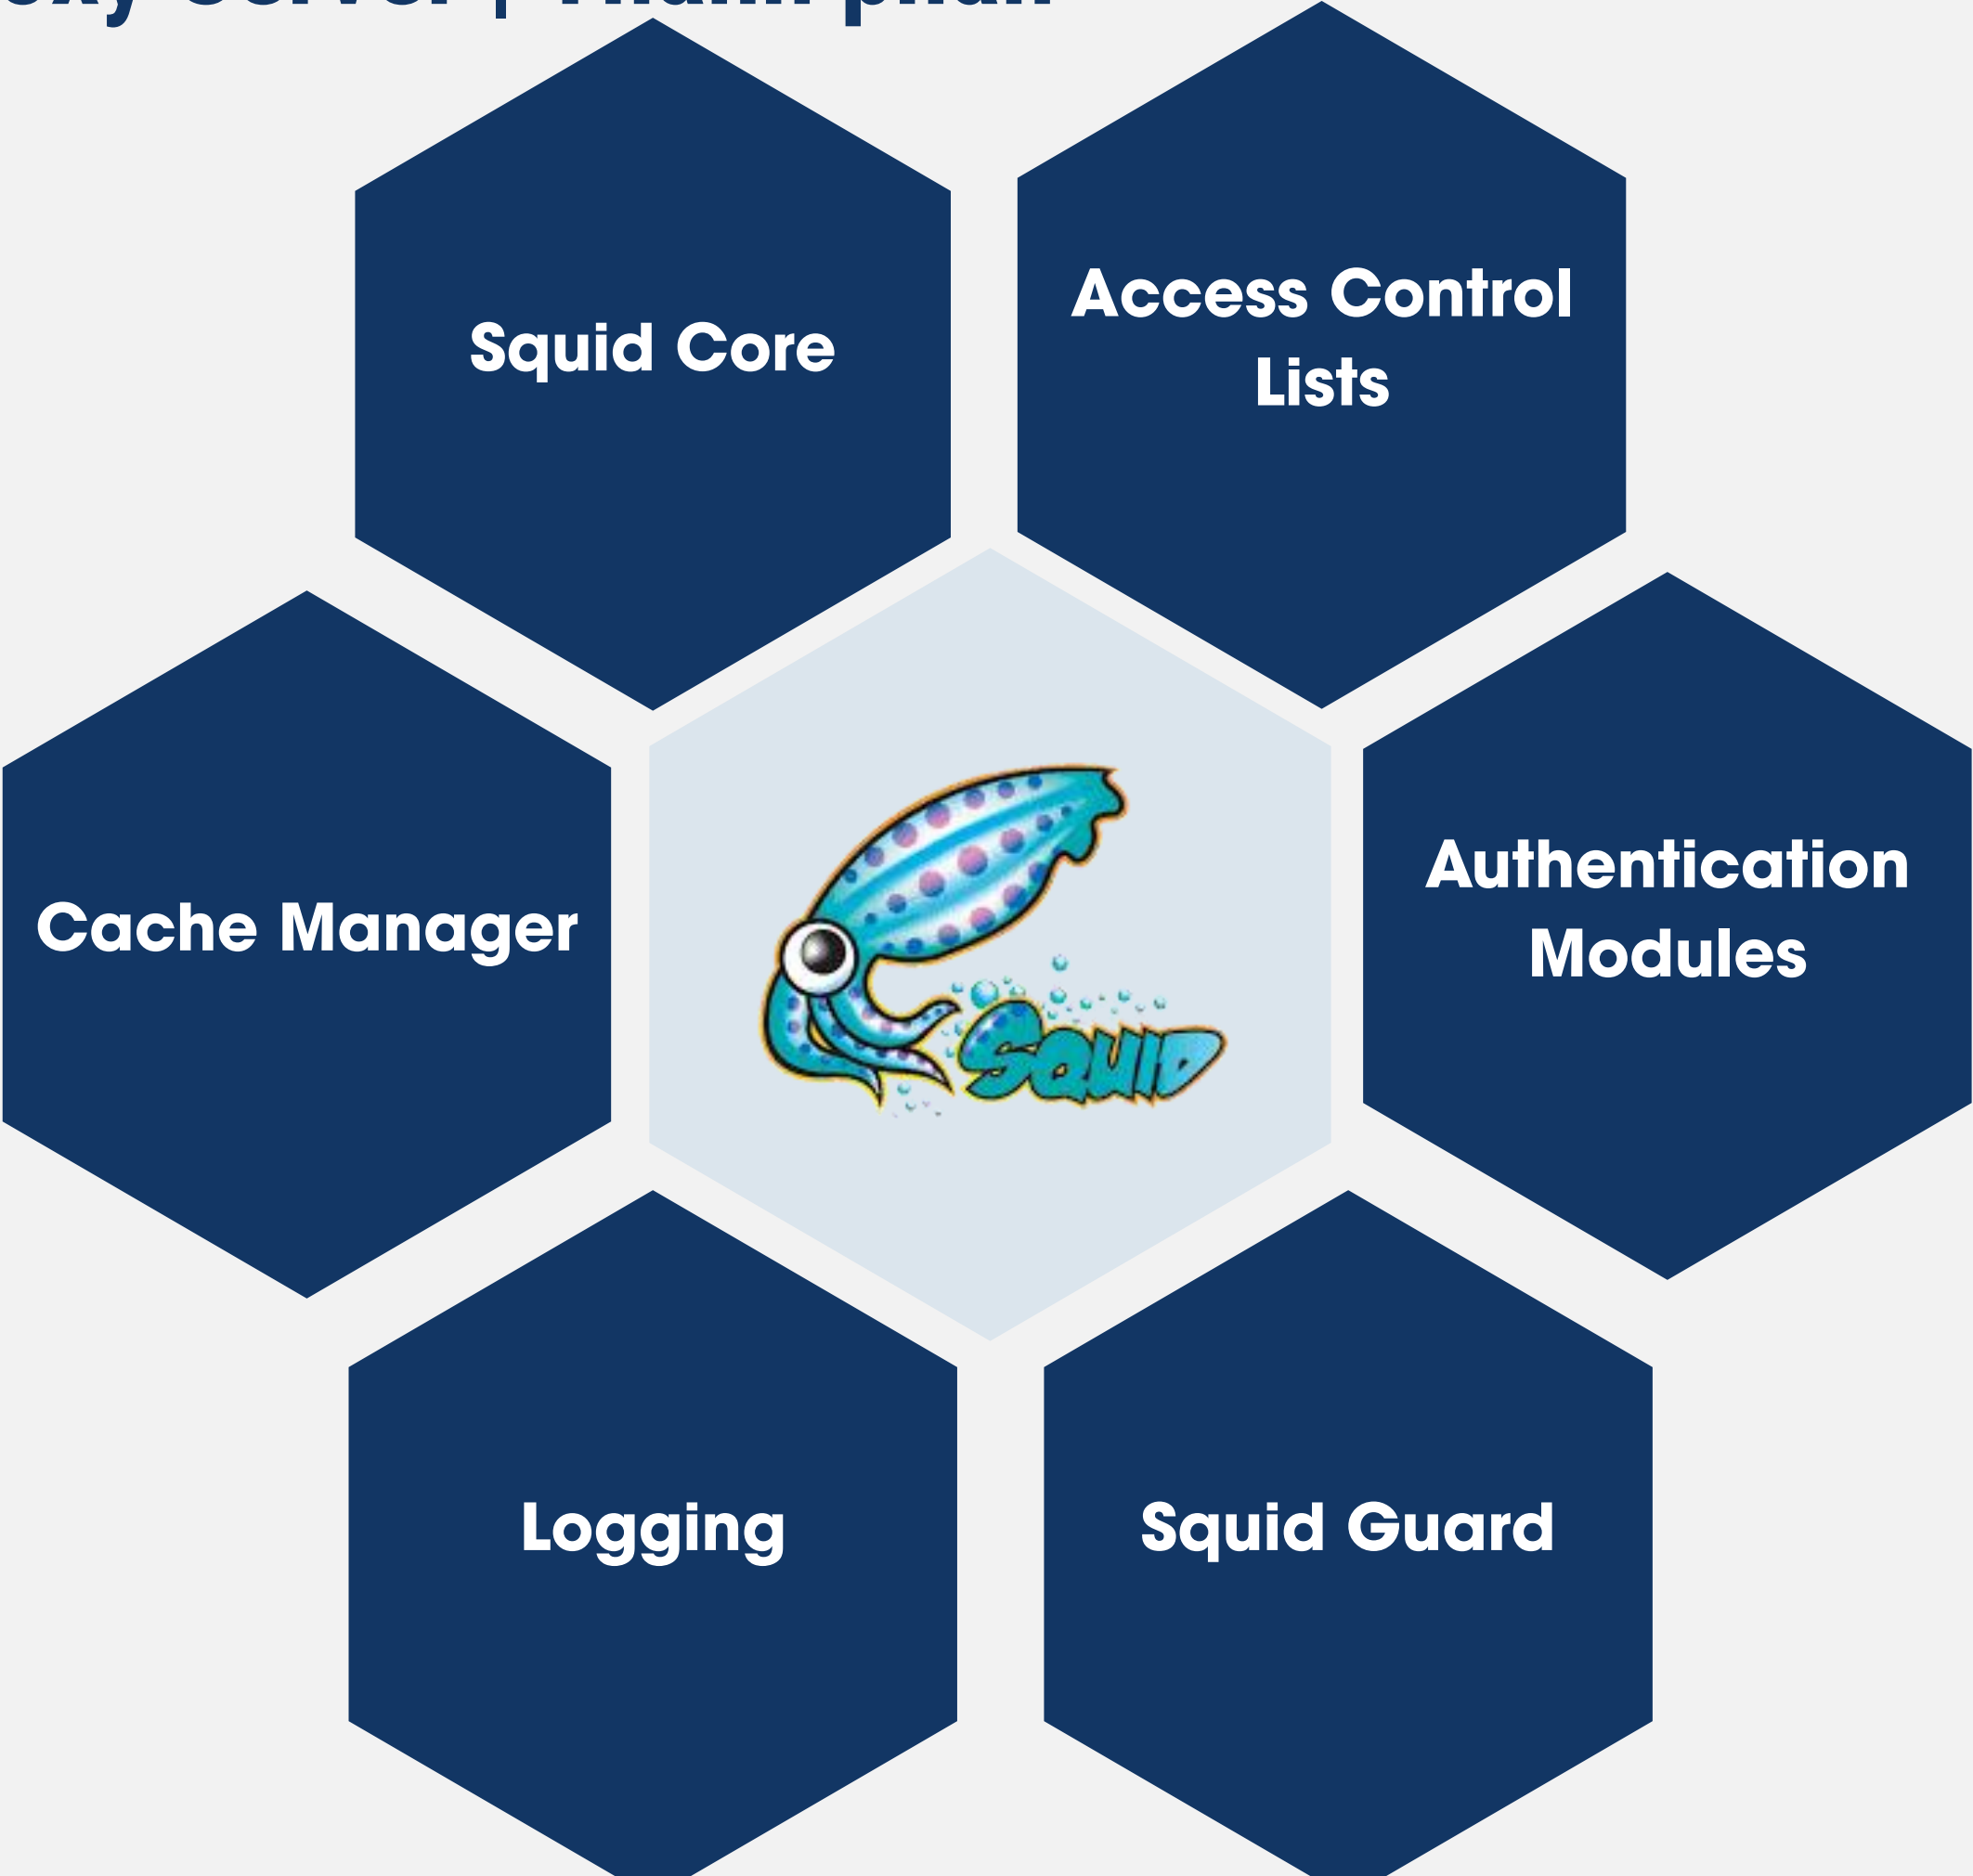 Squid Core
Access Control
Lists
Cache Manager
Authentication
Modules
SQUID
Logging
Squid Guard